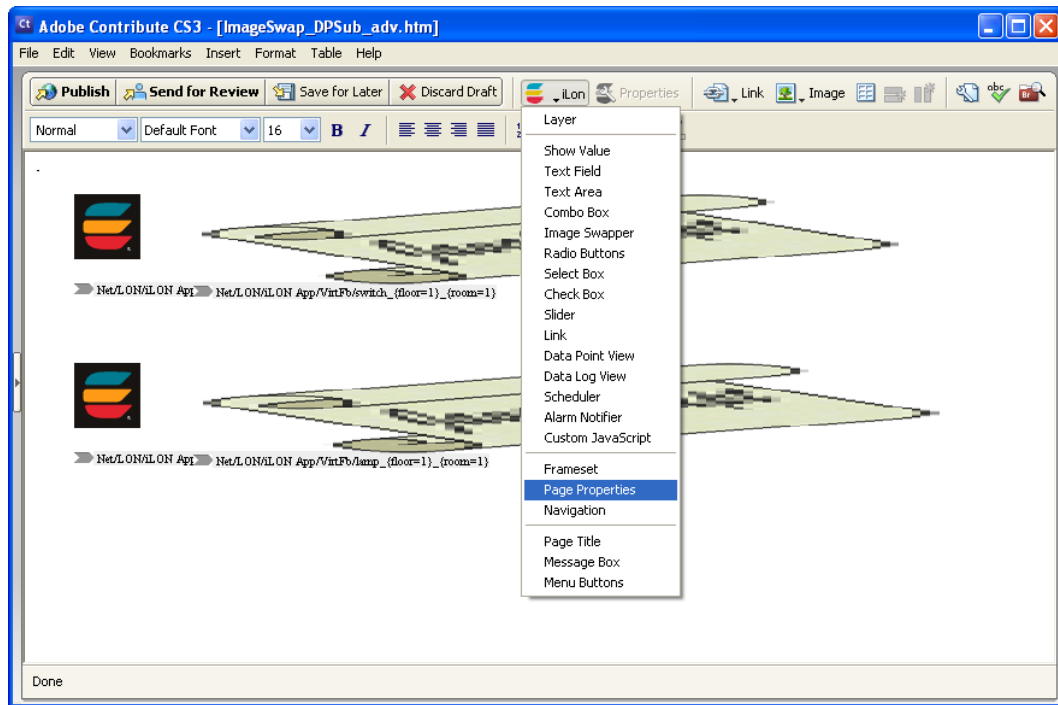 Ct Adobe Contribute CS3 - [ImageSwap_DPSub_adv.htm]
File Edit View Bookmarks Insert Format Table Help
Publish Send for Review Save for Later Discard Draft iLon Properties Link Image
Normal Default Font 16 B I
Layer
Show Value
Text Field
Text Area
Combo Box
Image Swapper
Radio Buttons
Select Box
Check Box
Slider
Link
Data Point View
Data Log View
Scheduler
Alarm Notifier
Custom JavaScript
Frameset
Page Properties
Navigation
Page Title
Message Box
Menu Buttons
Net/LON/iLON App Net/LON/iLON App/VirtFb/switch_{floor=1}_{room=1}
Net/LON/iLON App Net/LON/iLON App/VirtFb/lamp_{floor=1}_{room=1}
Done